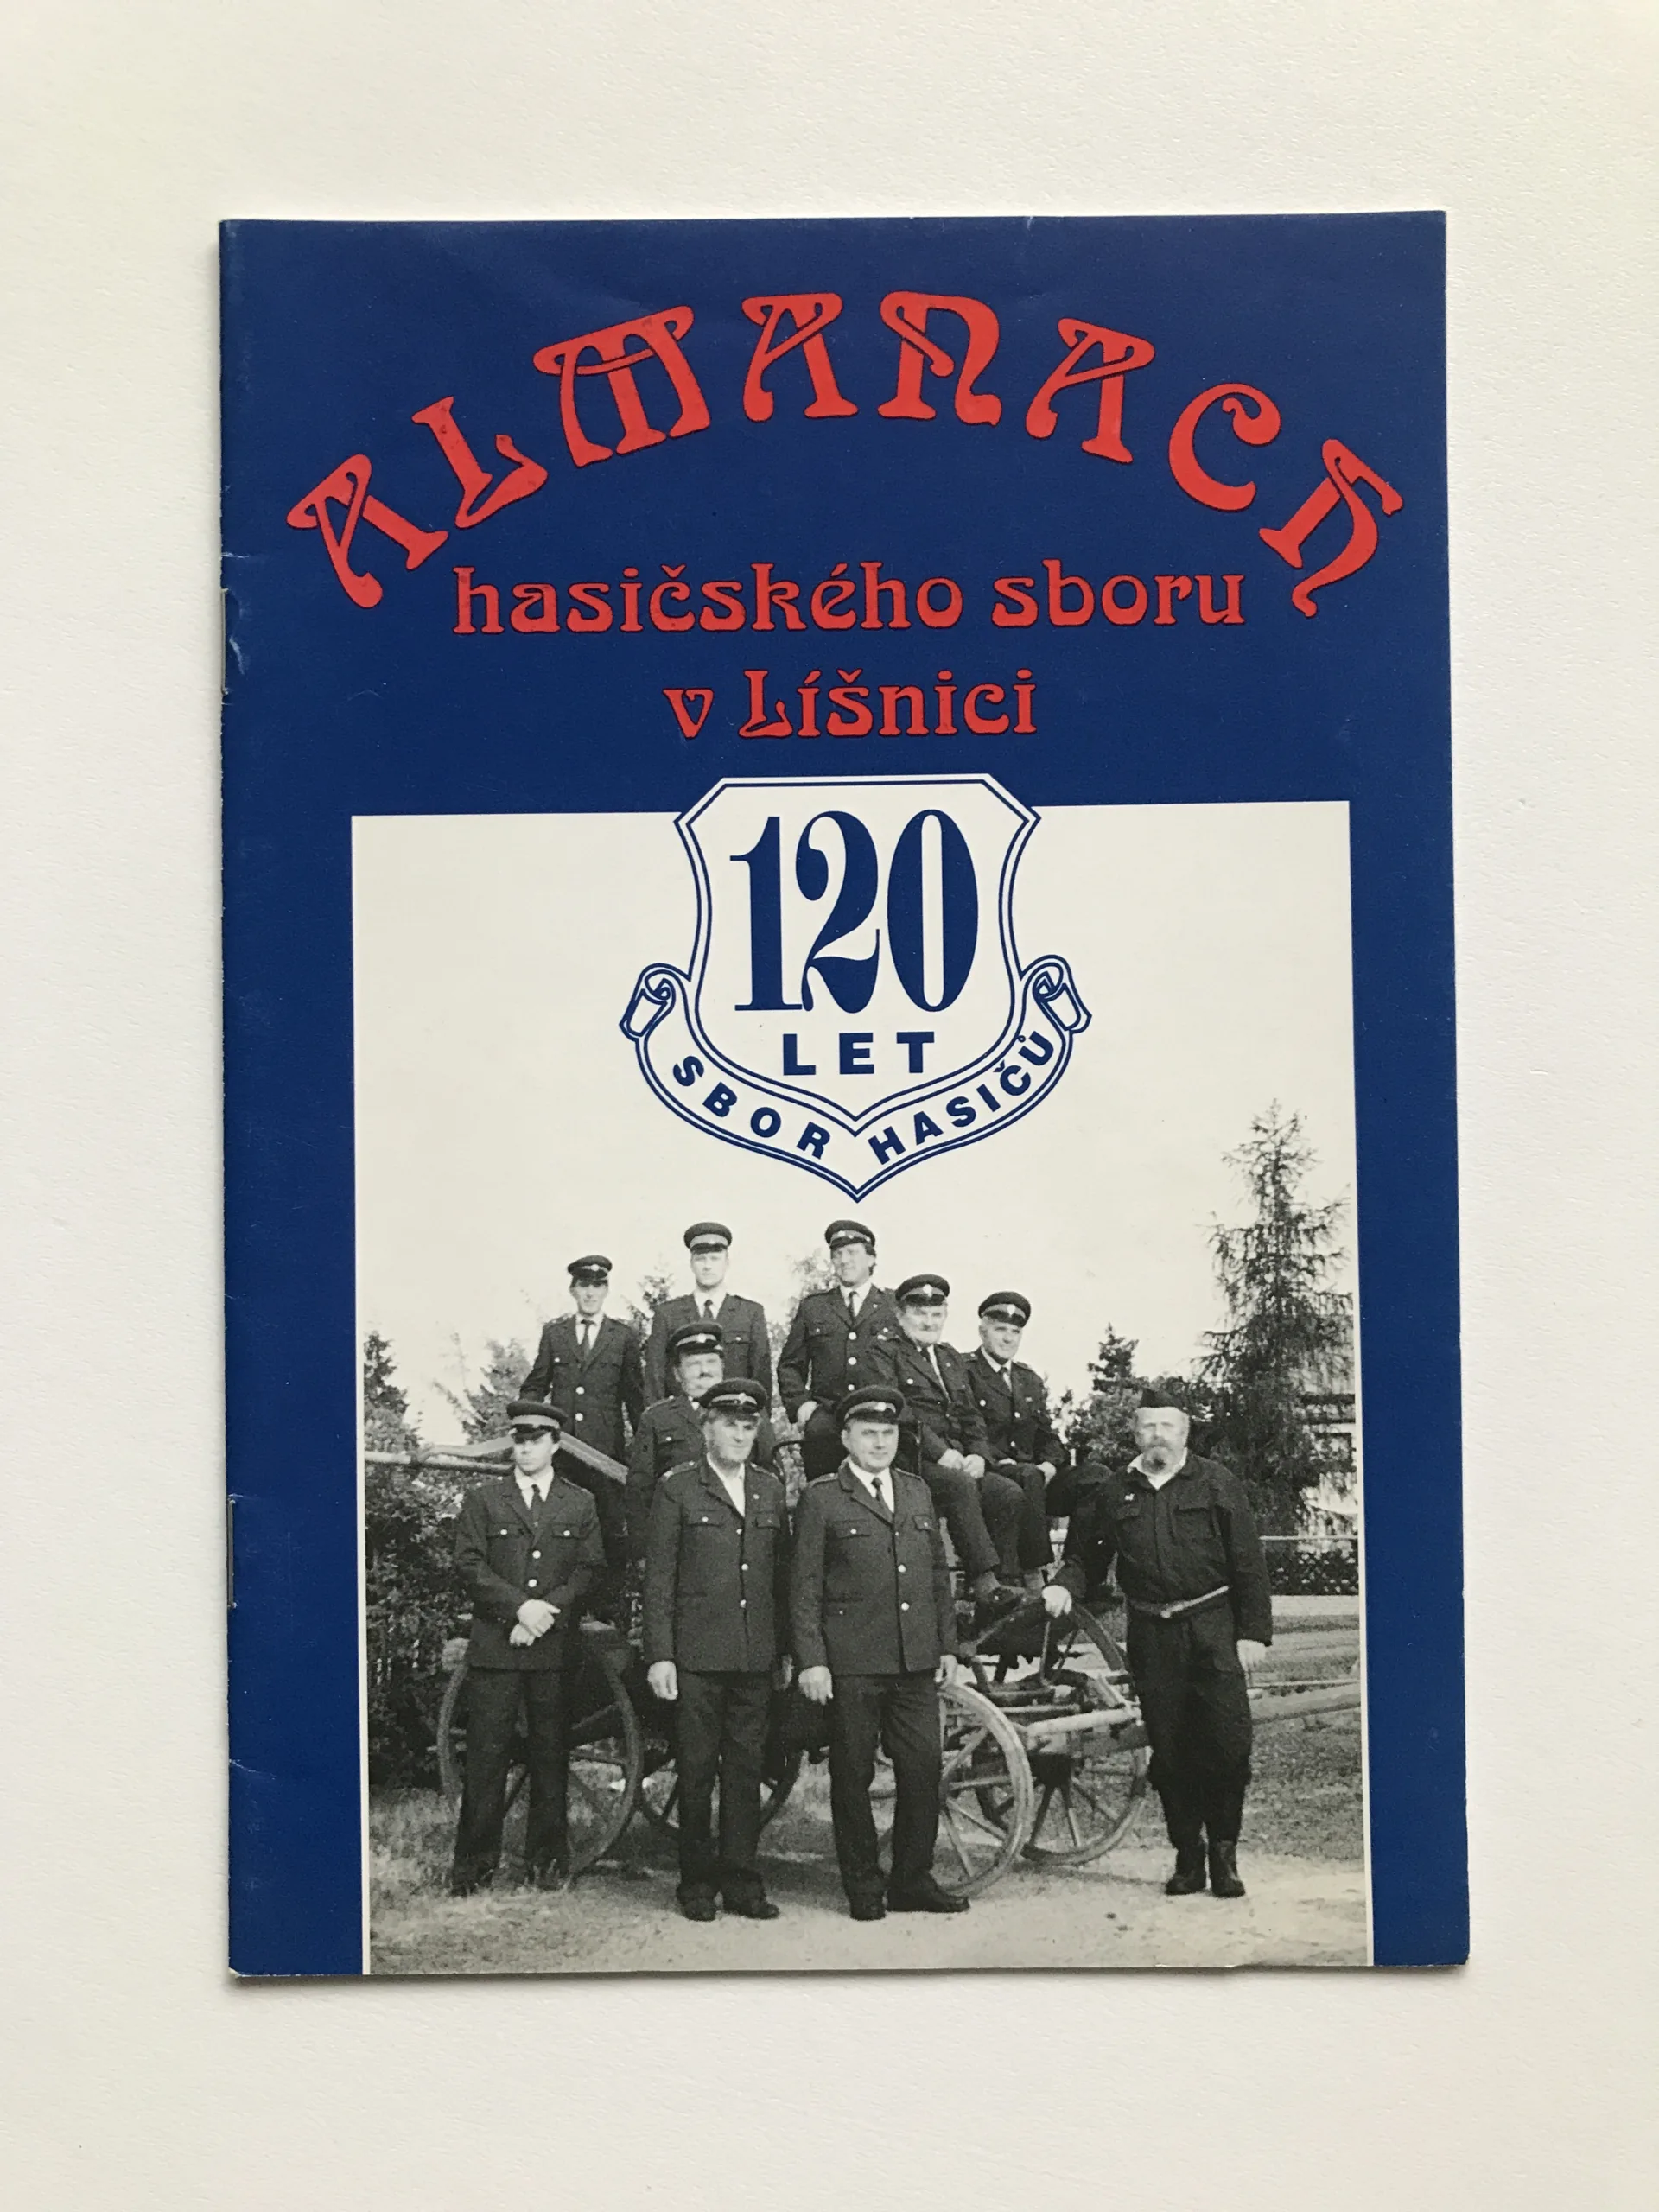 ALMANACH
hasičského sboru
v Líšnici
120
LET
SBOR HASIČŮ